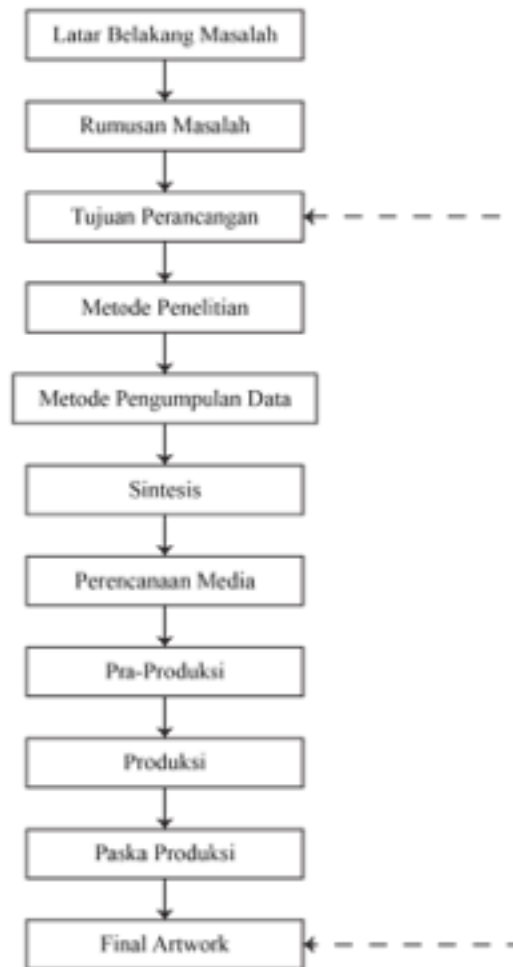 Latar Belakang Masalah
Rumusan Masalah
Tujuan Perancangan
Metode Penelitian
Metode Pengumpulan Data
Sintesis
Perencanaan Media
Pra-Produksi
Produksi
Paska Produksi
Final Artwork